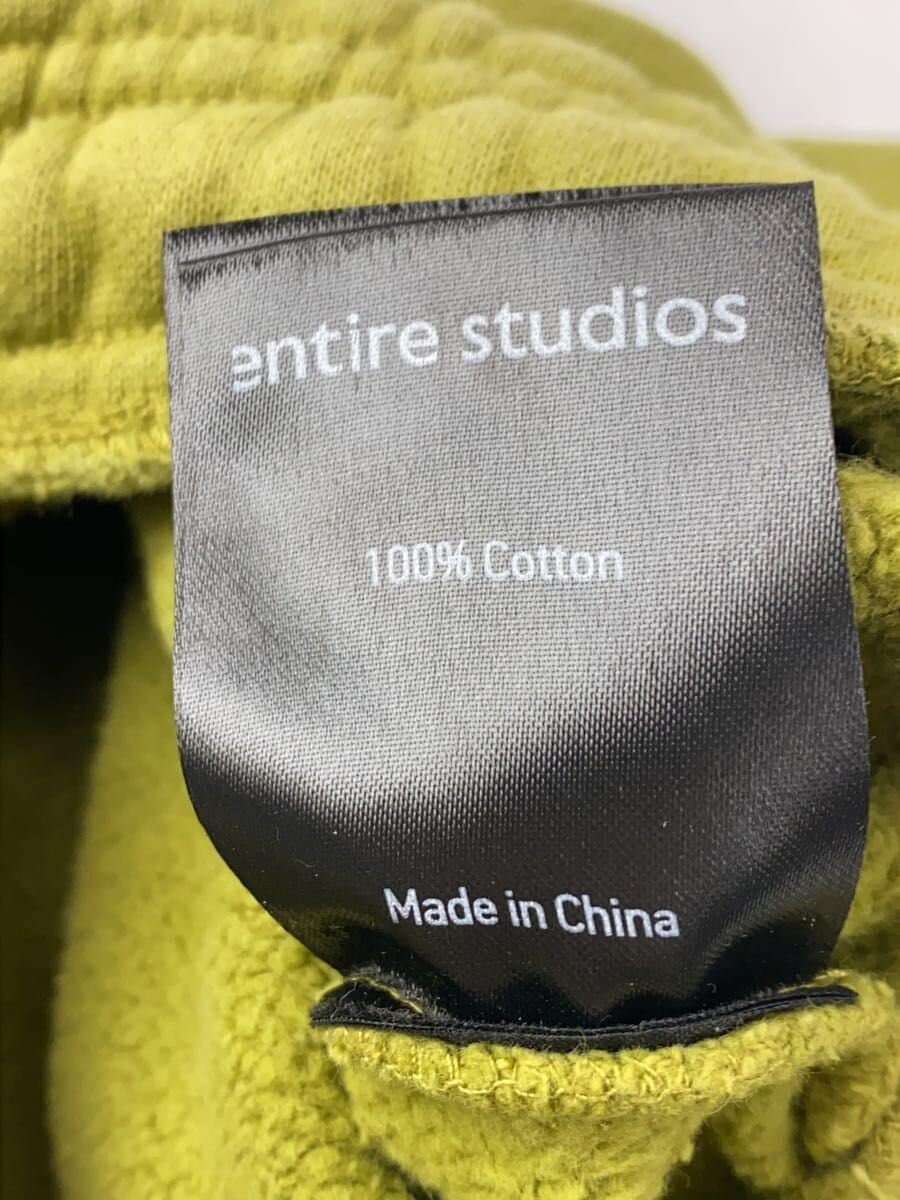 entire studios
100% Cotton
Made in China